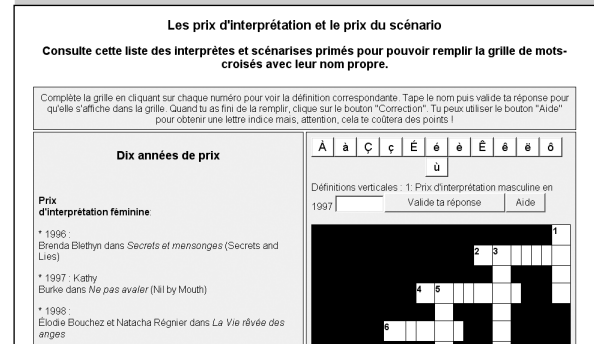 Les prix d'interprétation et le prix du scénario
Consulte cette liste des interprètes et scénarises primés pour pouvoir remplir la grille de mots-
croisés avec leur nom propre.
Complète la grille en cliquant sur chaque numéro pour voir la définition correspondante. Tape le nom puis valide ta réponse pour
qu'elle s'affiche dans la grille. Quand tu as fini de la remplir, clique sur le bouton "Correction". Tu peux utiliser le bouton "Aide"
pour obtenir une lettre indice mais, attention, cela te coûtera des points !
Dix années de prix
Prix
d'interprétation féminine:
* 1996 :
Brenda Blethyn dans Secrets et mensonges (Secrets and
Lies)
* 1997 : Kathy
Burke dans Ne pas avaler (Nil by Mouth)
* 1998 :
Élodie Bouchez et Natacha Régnier dans La Vie rêvée des
anges
À à Ç ç É é è Ê ê ë ô
ù
Définitions verticales : 1: Prix d'interprétation masculine en
1997 Valide ta réponse Aide
1
2 3
4 5
6